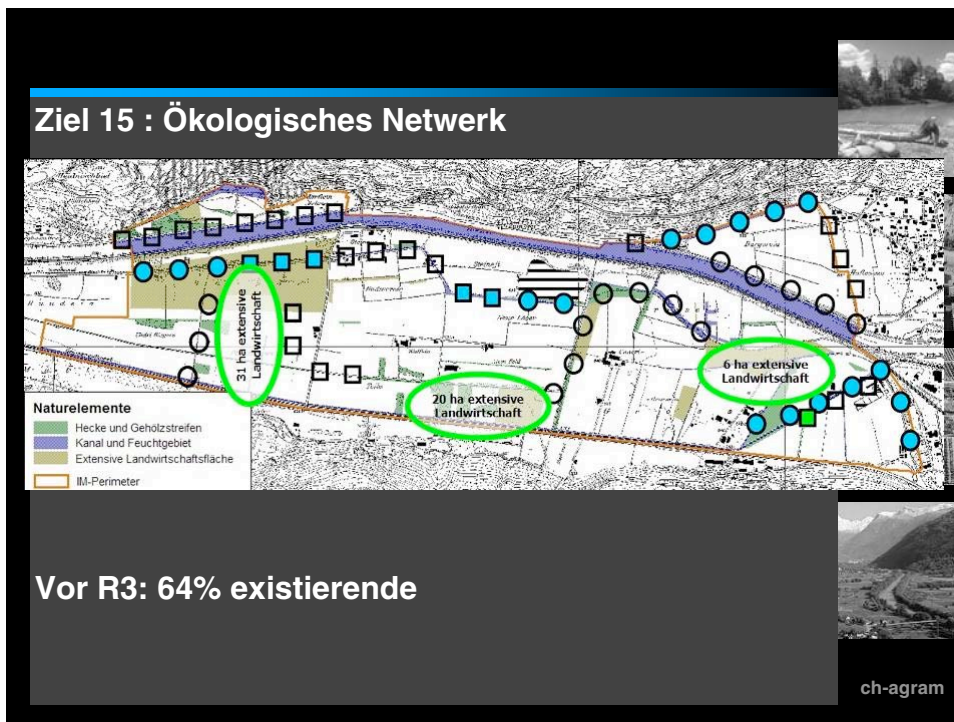 Ziel 15 : Ökologisches Netwerk
31 ha extensive
Landwirtschaft
20 ha extensive
Landwirtschaft
6 ha extensive
Landwirtschaft
Naturelemente
Hecke und Gehölzstreifen
Kanal und Feuchtgebiet
Extensive Landwirtschaftsfläche
IM-Perimeter
Vor R3: 64% existierende
ch-agram